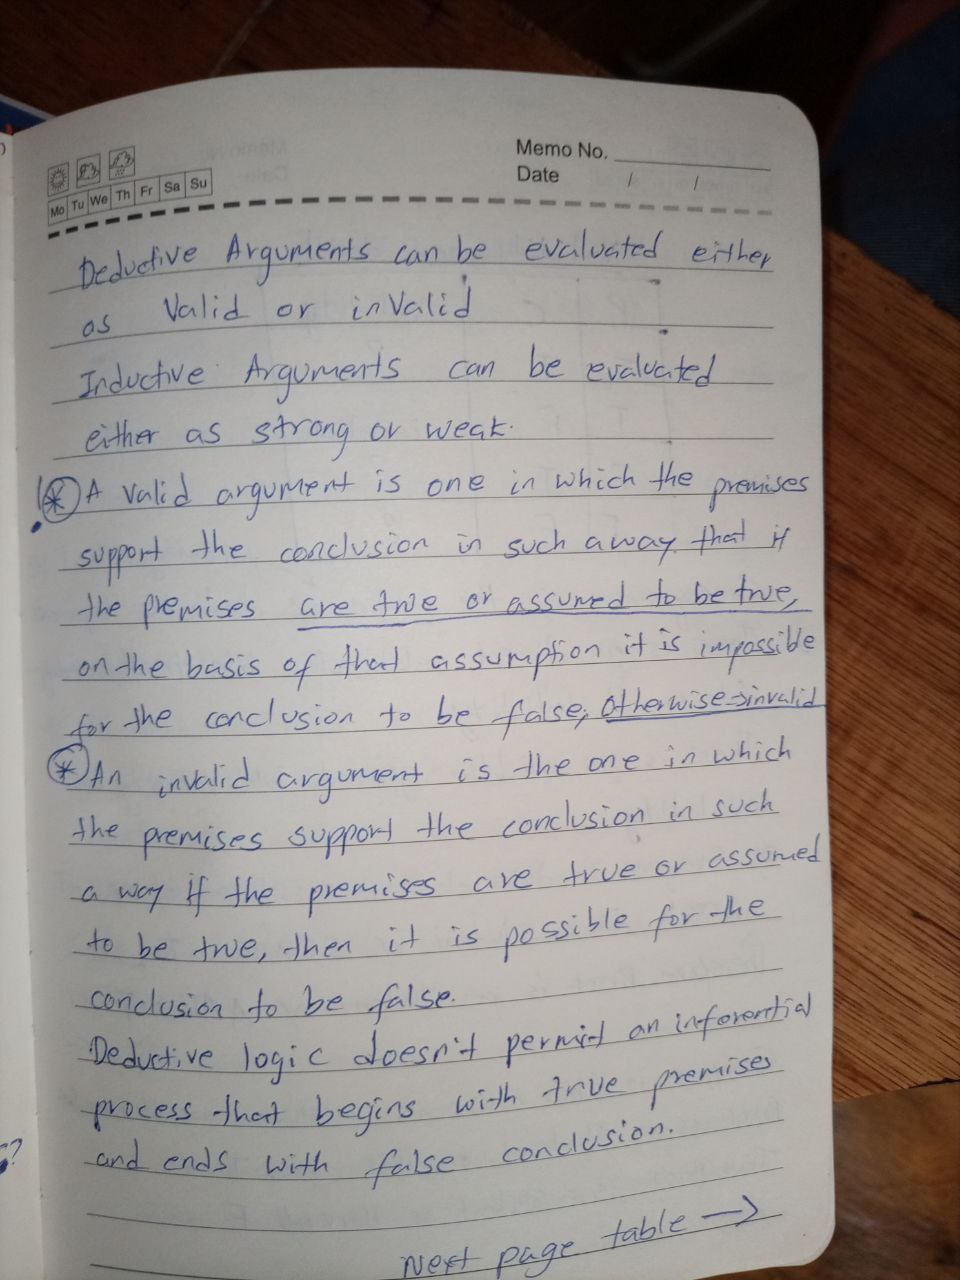 Memo No.
Date / /
Mo Tu We Th Fr Sa Su
Deductive Arguments can be evaluated either
as Valid or inValid
Inductive Arguments can be evaluated
either as strong or weak.
* A valid argument is one in which the premises
support the conclusion in such a way that if
the premises are true or assumed to be true,
on the basis of that assumption it is impossible
for the conclusion to be false; otherwise→invalid
* An invalid argument is the one in which
the premises support the conclusion in such
a way if the premises are true or assumed
to be true, then it is possible for the
conclusion to be false.
Deductive logic doesn't permit an inferential
process that begins with true premises
and ends with false conclusion.
Next page table →